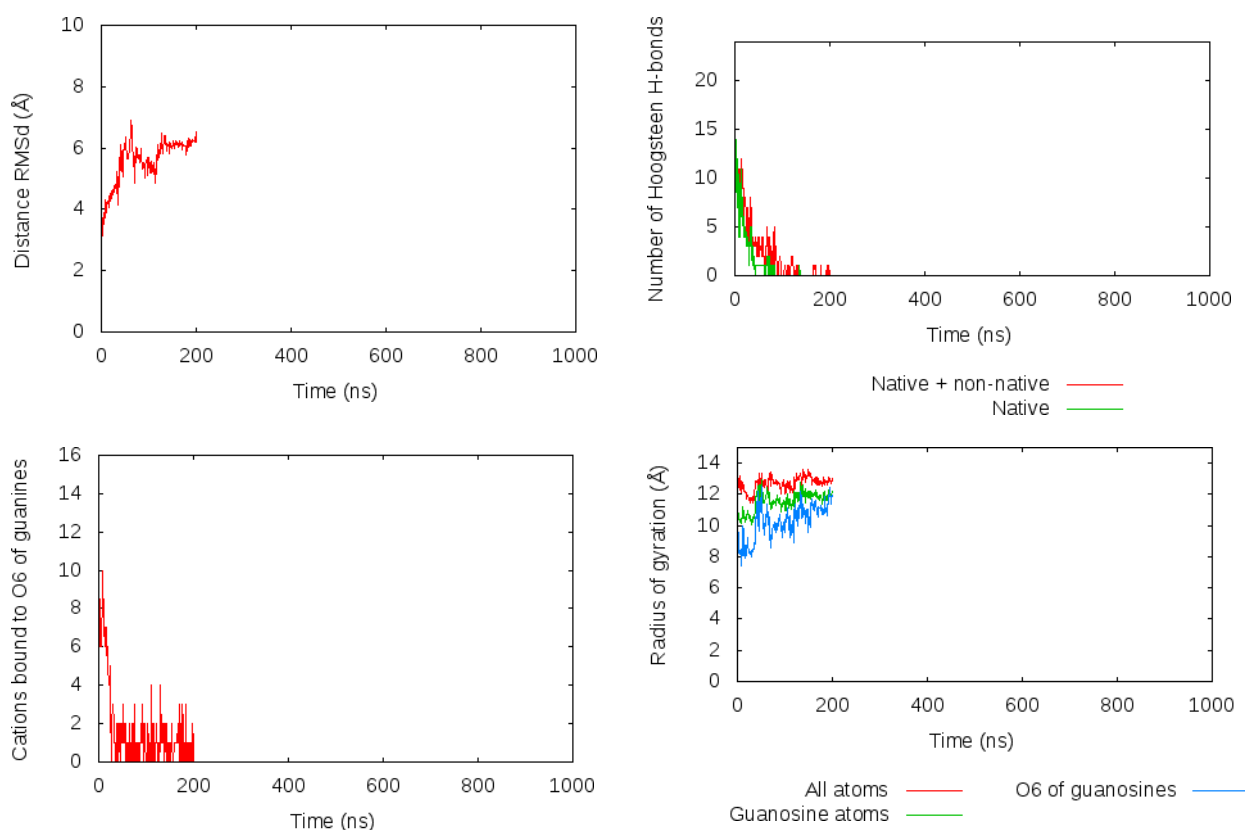 Distance RMSd (Å)
10
8
6
4
2
0
0 200 400 600 800 1000
Time (ns)
Number of Hoogsteen H-bonds
20
15
10
5
0
0 200 400 600 800 1000
Time (ns)
Native + non-native
Native
Cations bound to O6 of guanines
16
14
12
10
8
6
4
2
0
0 200 400 600 800 1000
Time (ns)
Radius of gyration (Å)
14
12
10
8
6
4
2
0
0 200 400 600 800 1000
Time (ns)
All atoms
Guanosine atoms
O6 of guanosines